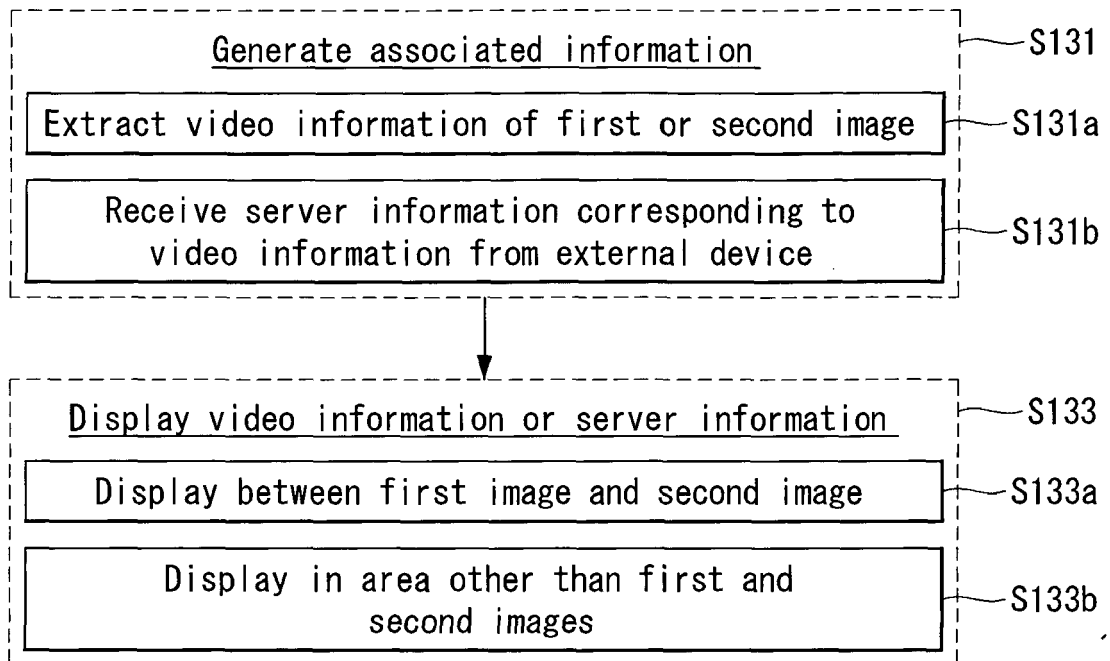 Generate associated information
S131
Extract video information of first or second image
S131a
Receive server information corresponding to
video information from external device
S131b
Display video information or server information
S133
Display between first image and second image
S133a
Display in area other than first and
second images
S133b